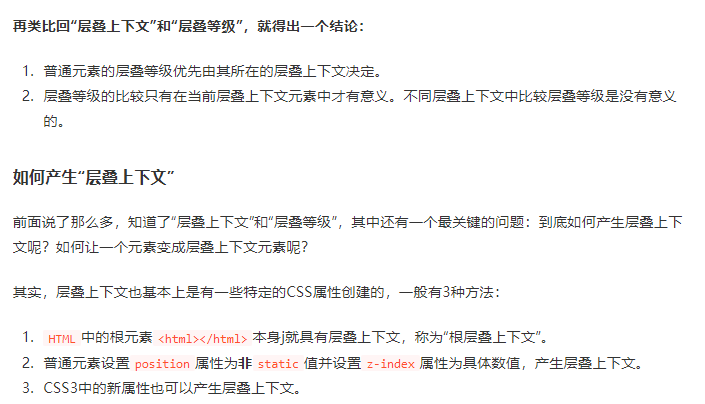 再类比回“层叠上下文”和“层叠等级”，就得出一个结论：
1. 普通元素的层叠等级优先由其所在的层叠上下文决定。
2. 层叠等级的比较只有在当前层叠上下文元素中才有意义。不同层叠上下文中比较层叠等级是没有意义
的。
如何产生“层叠上下文”
前面说了那么多，知道了“层叠上下文”和“层叠等级”，其中还有一个最关键的问题：到底如何产生层叠上下
文呢？如何让一个元素变成层叠上下文元素呢？
其实，层叠上下文也基本上是有一些特定的CSS属性创建的，一般有3种方法：
1. HTML 中的根元素 <html></html> 本身j就具有层叠上下文，称为“根层叠上下文”。
2. 普通元素设置 position 属性为非 static 值并设置 z-index 属性为具体数值，产生层叠上下文。
3. CSS3中的新属性也可以产生层叠上下文。